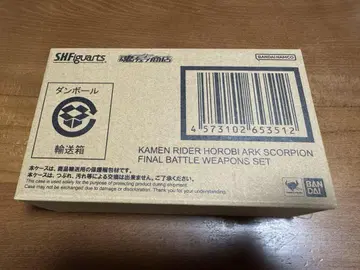 S.H.Figuarts
魂ウェブ商店
BANDAI NAMCO
ダンボール
輸送箱
4 573102 653512
KAMEN RIDER HOROBI ARK SCORPION
FINAL BATTLE WEAPONS SET
本ケースは、商品輸送用の保護解包材です。
本ケースのつぶれ、汚れ等による交換は出来ません。ご了承ください。
This case is used solely for the purpose of protecting product during shipment.
Case may not be exchanged due to damage or discoloration. Thank you for your understanding.
BAN
DAI